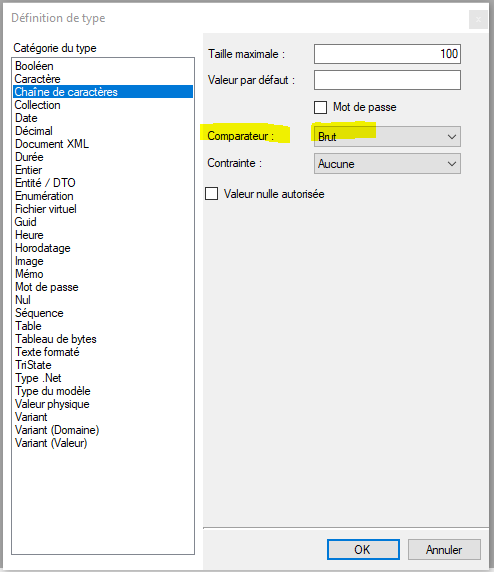 Définition de type
Catégorie du type
Booléen
Caractère
Chaîne de caractères
Collection
Date
Décimal
Document XML
Durée
Entier
Entité / DTO
Enumération
Fichier virtuel
Guid
Heure
Horodatage
Image
Mémo
Mot de passe
Nul
Séquence
Table
Tableau de bytes
Texte formaté
TriState
Type .Net
Type du modèle
Valeur physique
Variant
Variant (Domaine)
Variant (Valeur)
Taille maximale : 100
Valeur par défaut :
Mot de passe
Comparateur : Brut
Contrainte : Aucune
Valeur nulle autorisée
OK Annuler